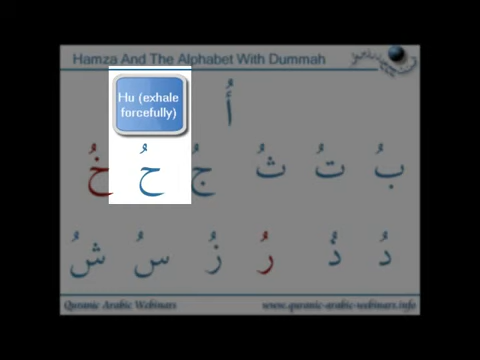 Hamza And The Alphabet With Dummah
Hu (exhale
forcefully)
أُ
بُ تُ ثُ جُ حُ خُ
دُ ذُ رُ زُ سُ شُ
Quranic Arabic Webinars www.quranic-arabic-webinars.info